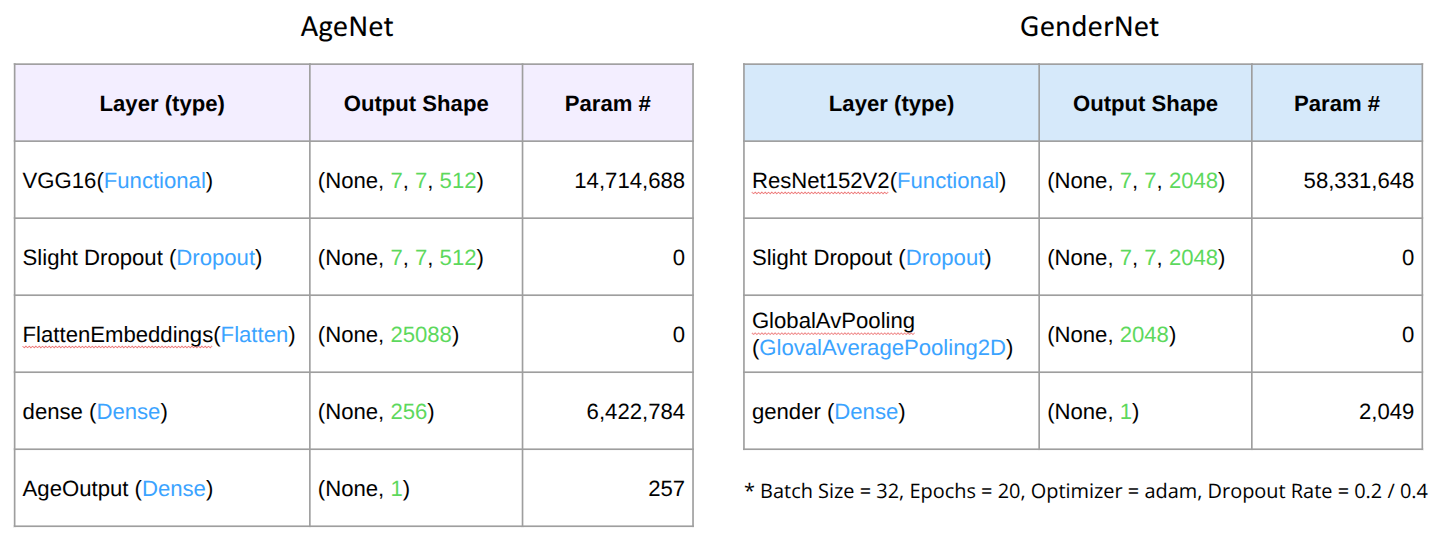 AgeNet
Layer (type) Output Shape Param #
VGG16(Functional) (None, 7, 7, 512) 14,714,688
Slight Dropout (Dropout) (None, 7, 7, 512) 0
FlattenEmbeddings(Flatten) (None, 25088) 0
dense (Dense) (None, 256) 6,422,784
AgeOutput (Dense) (None, 1) 257
GenderNet
Layer (type) Output Shape Param #
ResNet152V2(Functional) (None, 7, 7, 2048) 58,331,648
Slight Dropout (Dropout) (None, 7, 7, 2048) 0
GlobalAvPooling
(GlovalAveragePooling2D) (None, 2048) 0
gender (Dense) (None, 1) 2,049
* Batch Size = 32, Epochs = 20, Optimizer = adam, Dropout Rate = 0.2 / 0.4